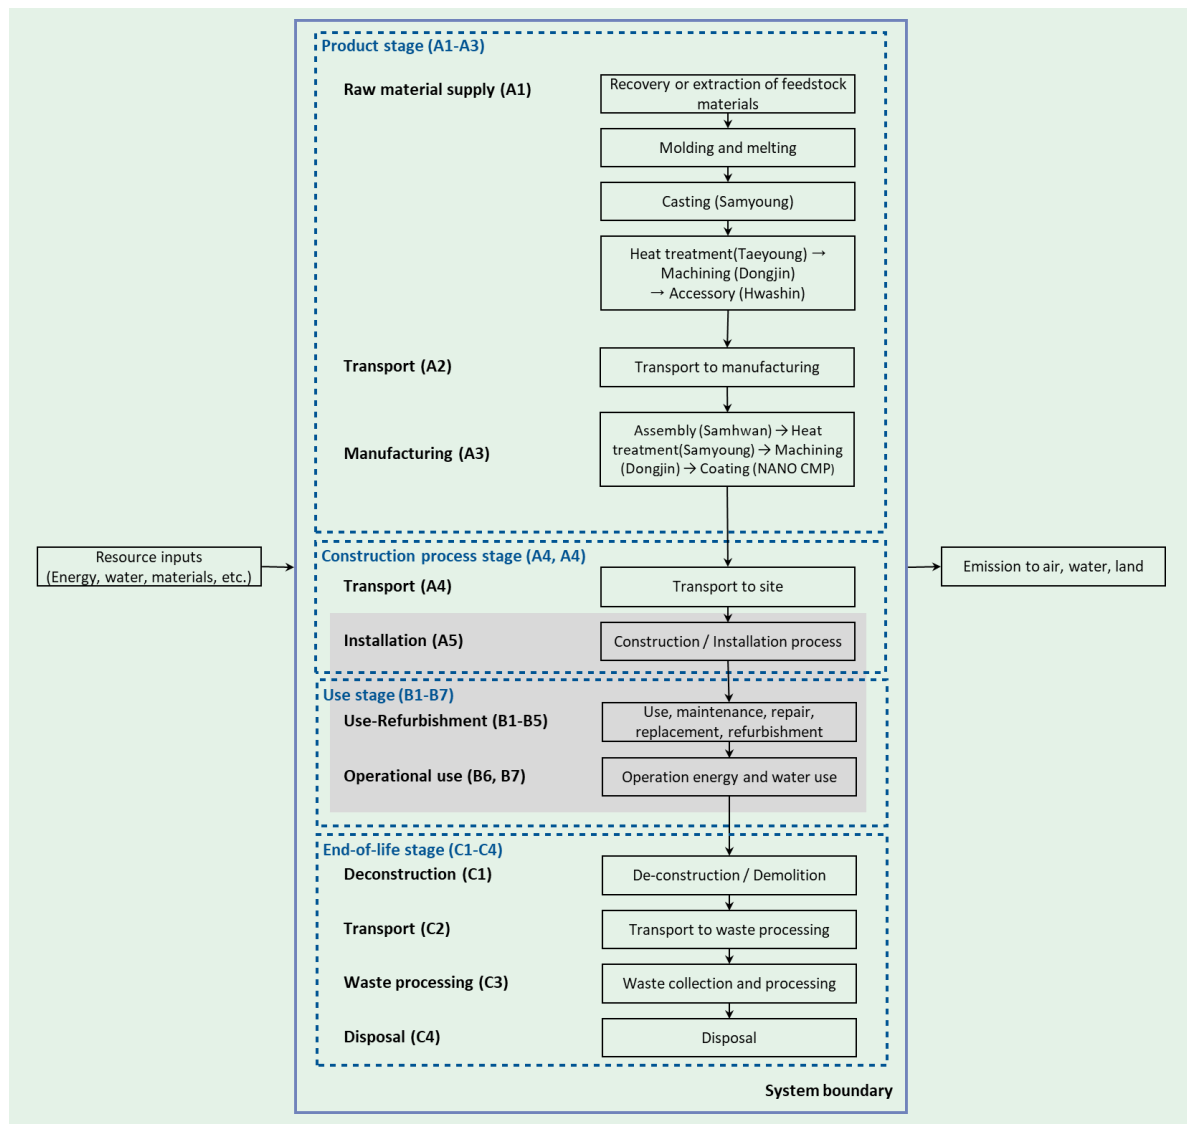 Product stage (A1-A3)
Raw material supply (A1)
Recovery or extraction of feedstock
materials
Molding and melting
Casting (Samyoung)
Heat treatment(Taeyoung) →
Machining (Dongjin)
→ Accessory (Hwashin)
Transport (A2)
Transport to manufacturing
Manufacturing (A3)
Assembly (Samhwan) → Heat
treatment(Samyoung) → Machining
(Dongjin) → Coating (NANO CMP)
Resource inputs
(Energy, water, materials, etc.)
Construction process stage (A4, A4)
Transport (A4)
Transport to site
Emission to air, water, land
Installation (A5)
Construction / Installation process
Use stage (B1-B7)
Use-Refurbishment (B1-B5)
Use, maintenance, repair,
replacement, refurbishment
Operational use (B6, B7)
Operation energy and water use
End-of-life stage (C1-C4)
Deconstruction (C1)
De-construction / Demolition
Transport (C2)
Transport to waste processing
Waste processing (C3)
Waste collection and processing
Disposal (C4)
Disposal
System boundary